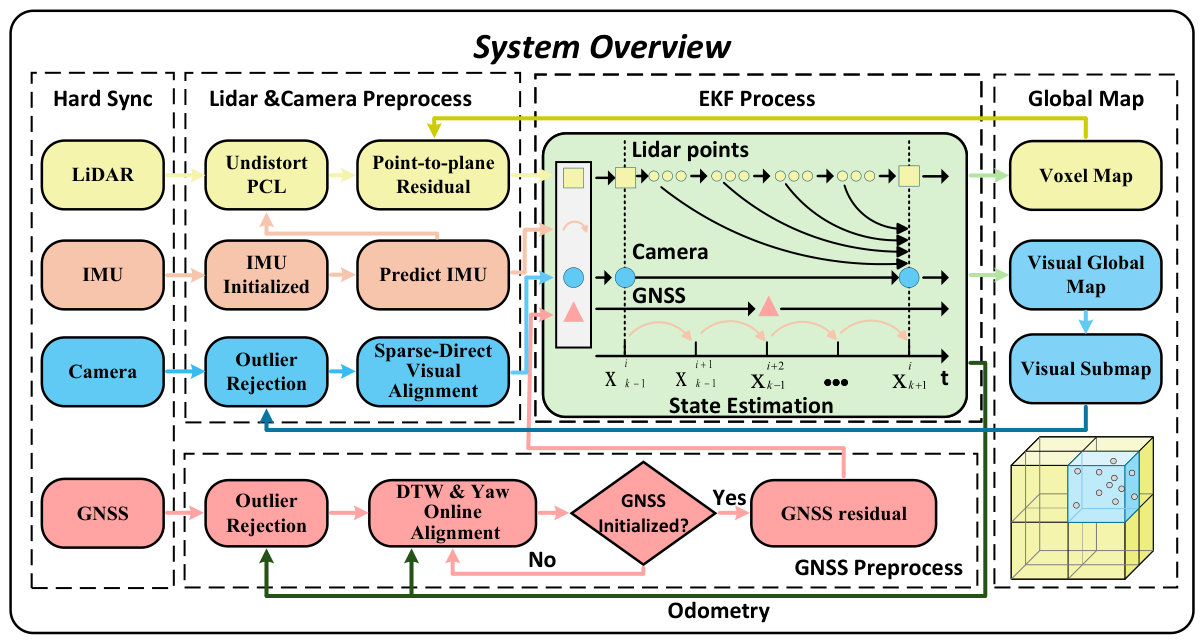 System Overview
Hard Sync
Lidar &Camera Preprocess
EKF Process
Global Map
LiDAR
Undistort
PCL
Point-to-plane
Residual
Lidar points
Voxel Map
IMU
IMU
Initialized
Predict IMU
Camera
Visual Global
Map
GNSS
Camera
Outlier
Rejection
Sparse-Direct
Visual
Alignment
Visual Submap
X i k−1
X i+1 k−1
X i+2 k−1
•••
X i k+1
t
State Estimation
GNSS
Outlier
Rejection
DTW & Yaw
Online
Alignment
GNSS
Initialized?
Yes
GNSS residual
No
GNSS Preprocess
Odometry